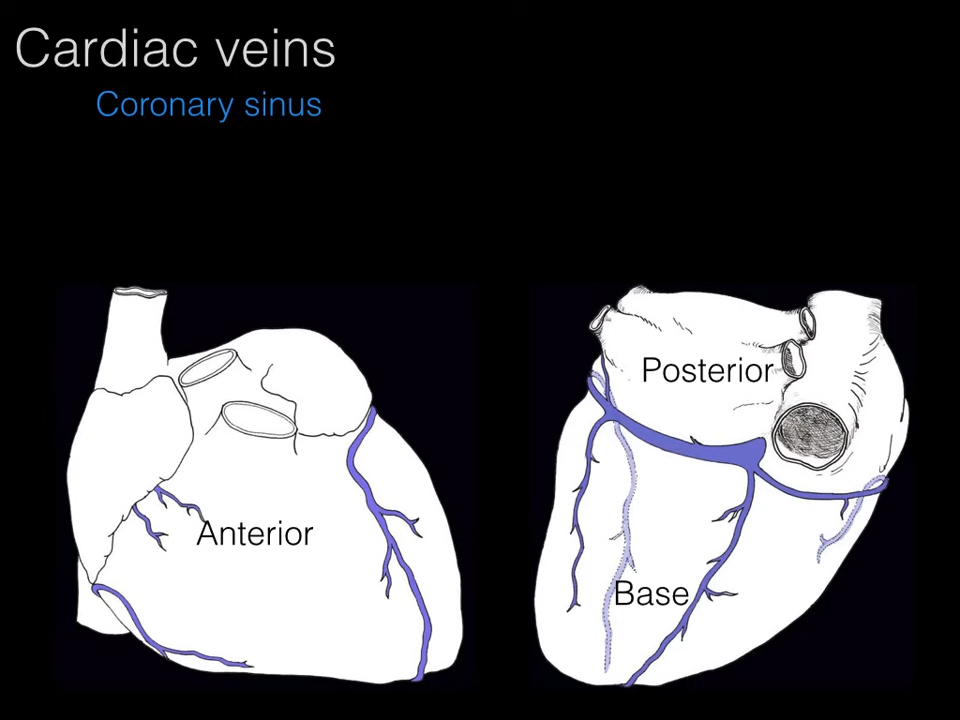 Cardiac veins
Coronary sinus
Posterior
Anterior
Base